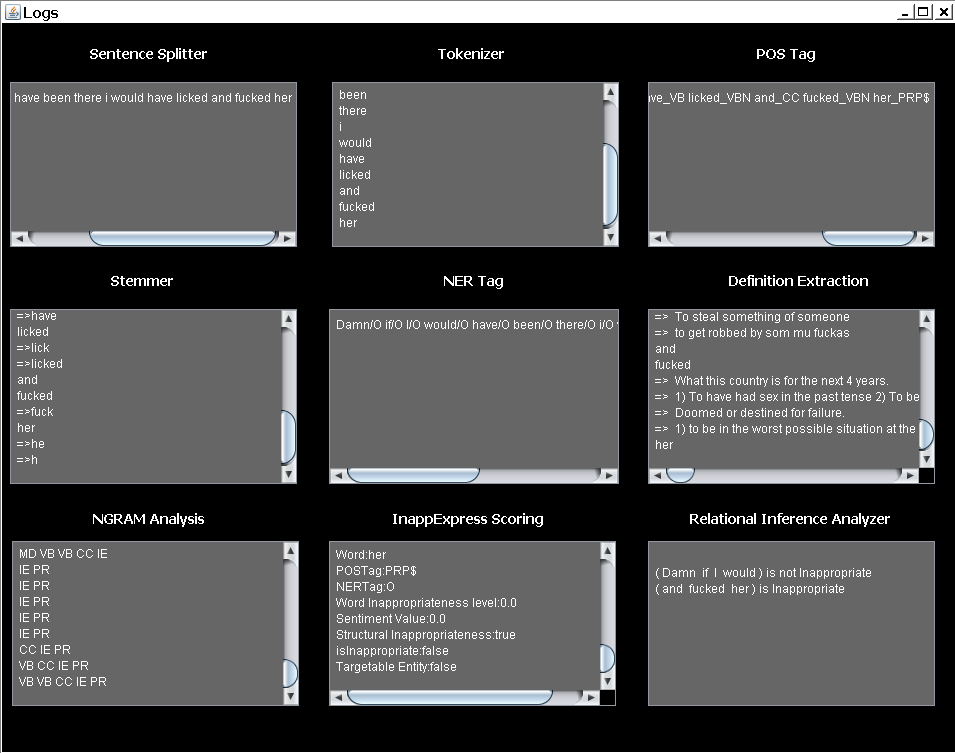 Logs
Sentence Splitter
have been there i would have licked and fucked her
Tokenizer
been
there
i
would
have
licked
and
fucked
her
POS Tag
ve_VB licked_VBN and_CC fucked_VBN her_PRP$
Stemmer
=>have
licked
=>lick
=>licked
and
fucked
=>fuck
her
=>he
=>h
NER Tag
Damn/O if/O I/O would/O have/O been/O there/O i/O
Definition Extraction
=> To steal something of someone
=> to get robbed by som mu fuckas
and
fucked
=> What this country is for the next 4 years.
=> 1) To have had sex in the past tense 2) To be
=> Doomed or destined for failure.
=> 1) to be in the worst possible situation at the
her
NGRAM Analysis
MD VB VB CC IE
IE PR
IE PR
IE PR
IE PR
IE PR
CC IE PR
VB CC IE PR
VB VB CC IE PR
InappExpress Scoring
Word:her
POSTag:PRP$
NERTag:O
Word Inappropriateness level:0.0
Sentiment Value:0.0
Structural Inappropriateness:true
isInappropriate:false
Targetable Entity:false
Relational Inference Analyzer
( Damn if I would ) is not Inappropriate
( and fucked her ) is Inappropriate